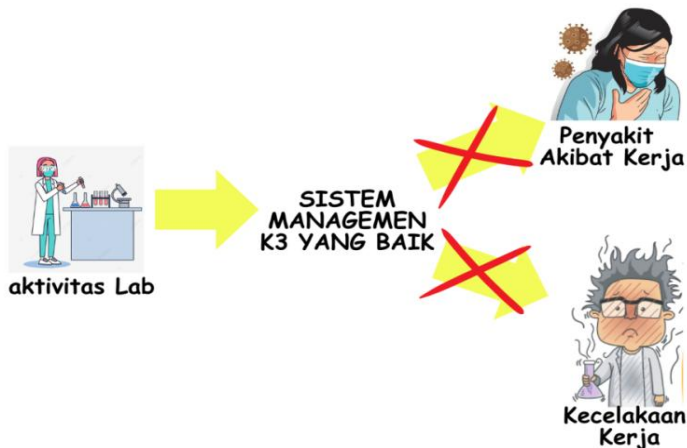 aktivitas Lab
SISTEM
MANAGEMEN
K3 YANG BAIK
Penyakit
Akibat Kerja
Kecelakaan
Kerja